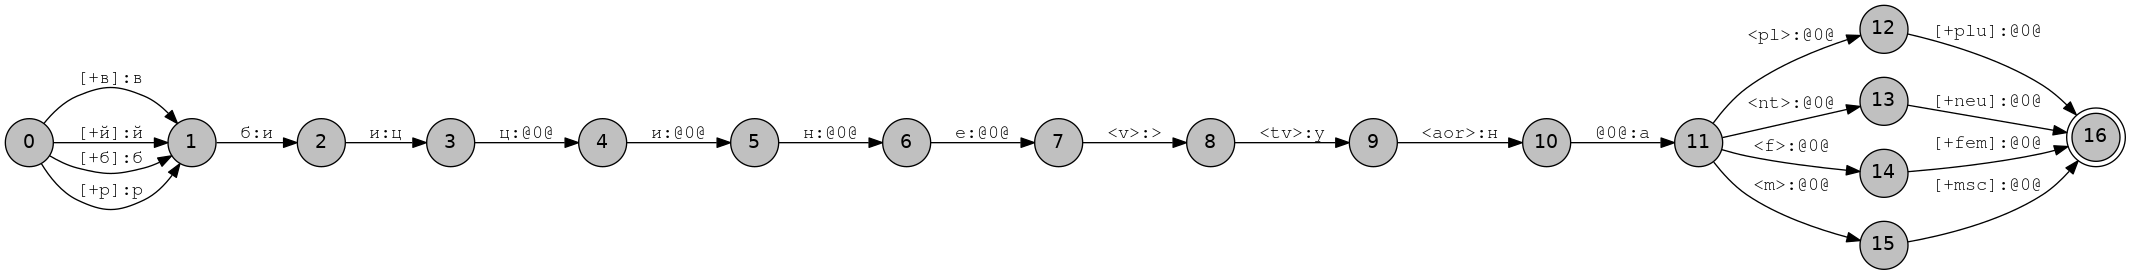 0
[+в]:в
[+й]:й
[+б]:б
[+р]:р
1
б:и
2
и:ц
3
ц:@0@
4
и:@0@
5
н:@0@
6
е:@0@
7
<v>:>
8
<tv>:у
9
<aor>:н
10
@0@:а
11
<pl>:@0@
<nt>:@0@
<f>:@0@
<m>:@0@
12
13
14
15
[+plu]:@0@
[+neu]:@0@
[+fem]:@0@
[+msc]:@0@
16